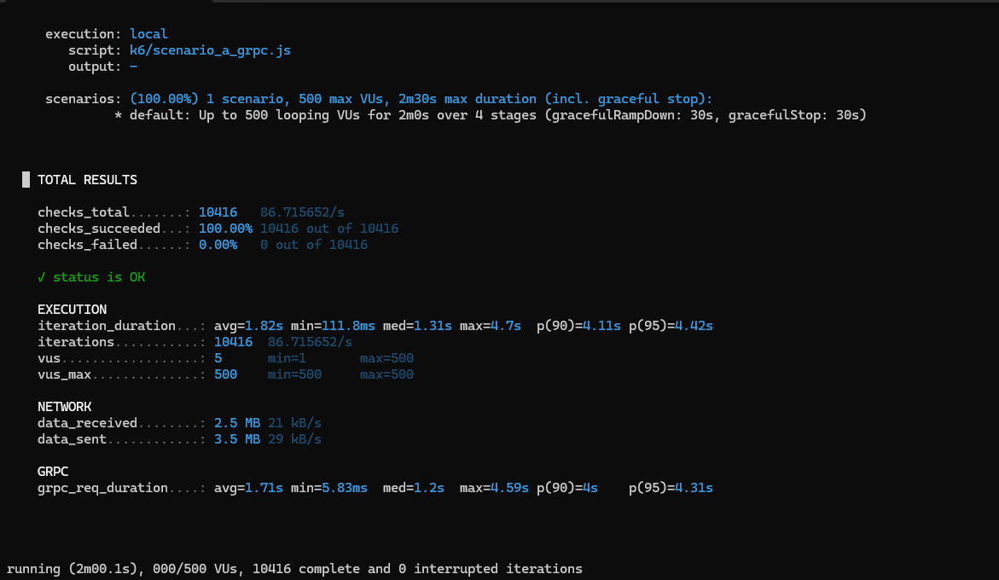 execution: local
script: k6/scenario_a_grpc.js
output: -
scenarios: (100.00%) 1 scenario, 500 max VUs, 2m30s max duration (incl. graceful stop):
* default: Up to 500 looping VUs for 2m0s over 4 stages (gracefulRampDown: 30s, gracefulStop: 30s)
TOTAL RESULTS
checks_total.......: 10416 86.715652/s
checks_succeeded...: 100.00% 10416 out of 10416
checks_failed......: 0.00% 0 out of 10416
✓ status is OK
EXECUTION
iteration_duration...: avg=1.82s min=111.8ms med=1.31s max=4.7s p(90)=4.11s p(95)=4.42s
iterations...........: 10416 86.715652/s
vus..................: 5 min=1 max=500
vus_max..............: 500 min=500 max=500
NETWORK
data_received........: 2.5 MB 21 kB/s
data_sent............: 3.5 MB 29 kB/s
GRPC
grpc_req_duration....: avg=1.71s min=5.83ms med=1.2s max=4.59s p(90)=4s p(95)=4.31s
running (2m00.1s), 000/500 VUs, 10416 complete and 0 interrupted iterations